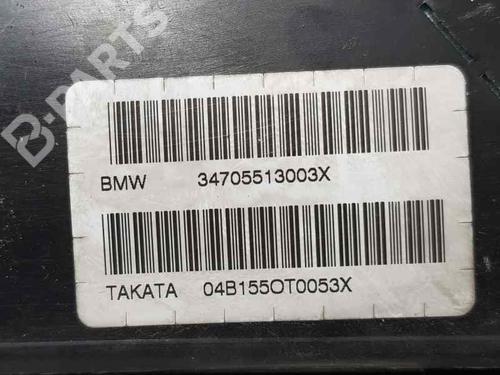 B-PARTS
BMW 34705513003X
TAKATA 04B155OT0053X